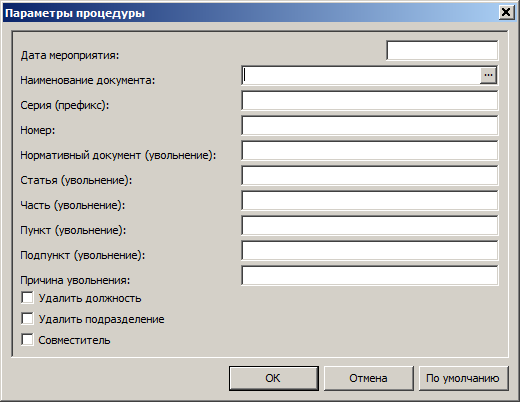 Параметры процедуры
Дата мероприятия:
Наименование документа:
...
Серия (префикс):
Номер:
Нормативный документ (увольнение):
Статья (увольнение):
Часть (увольнение):
Пункт (увольнение):
Подпункт (увольнение):
Причина увольнения:
Удалить должность
Удалить подразделение
Совместитель
OK Отмена По умолчанию